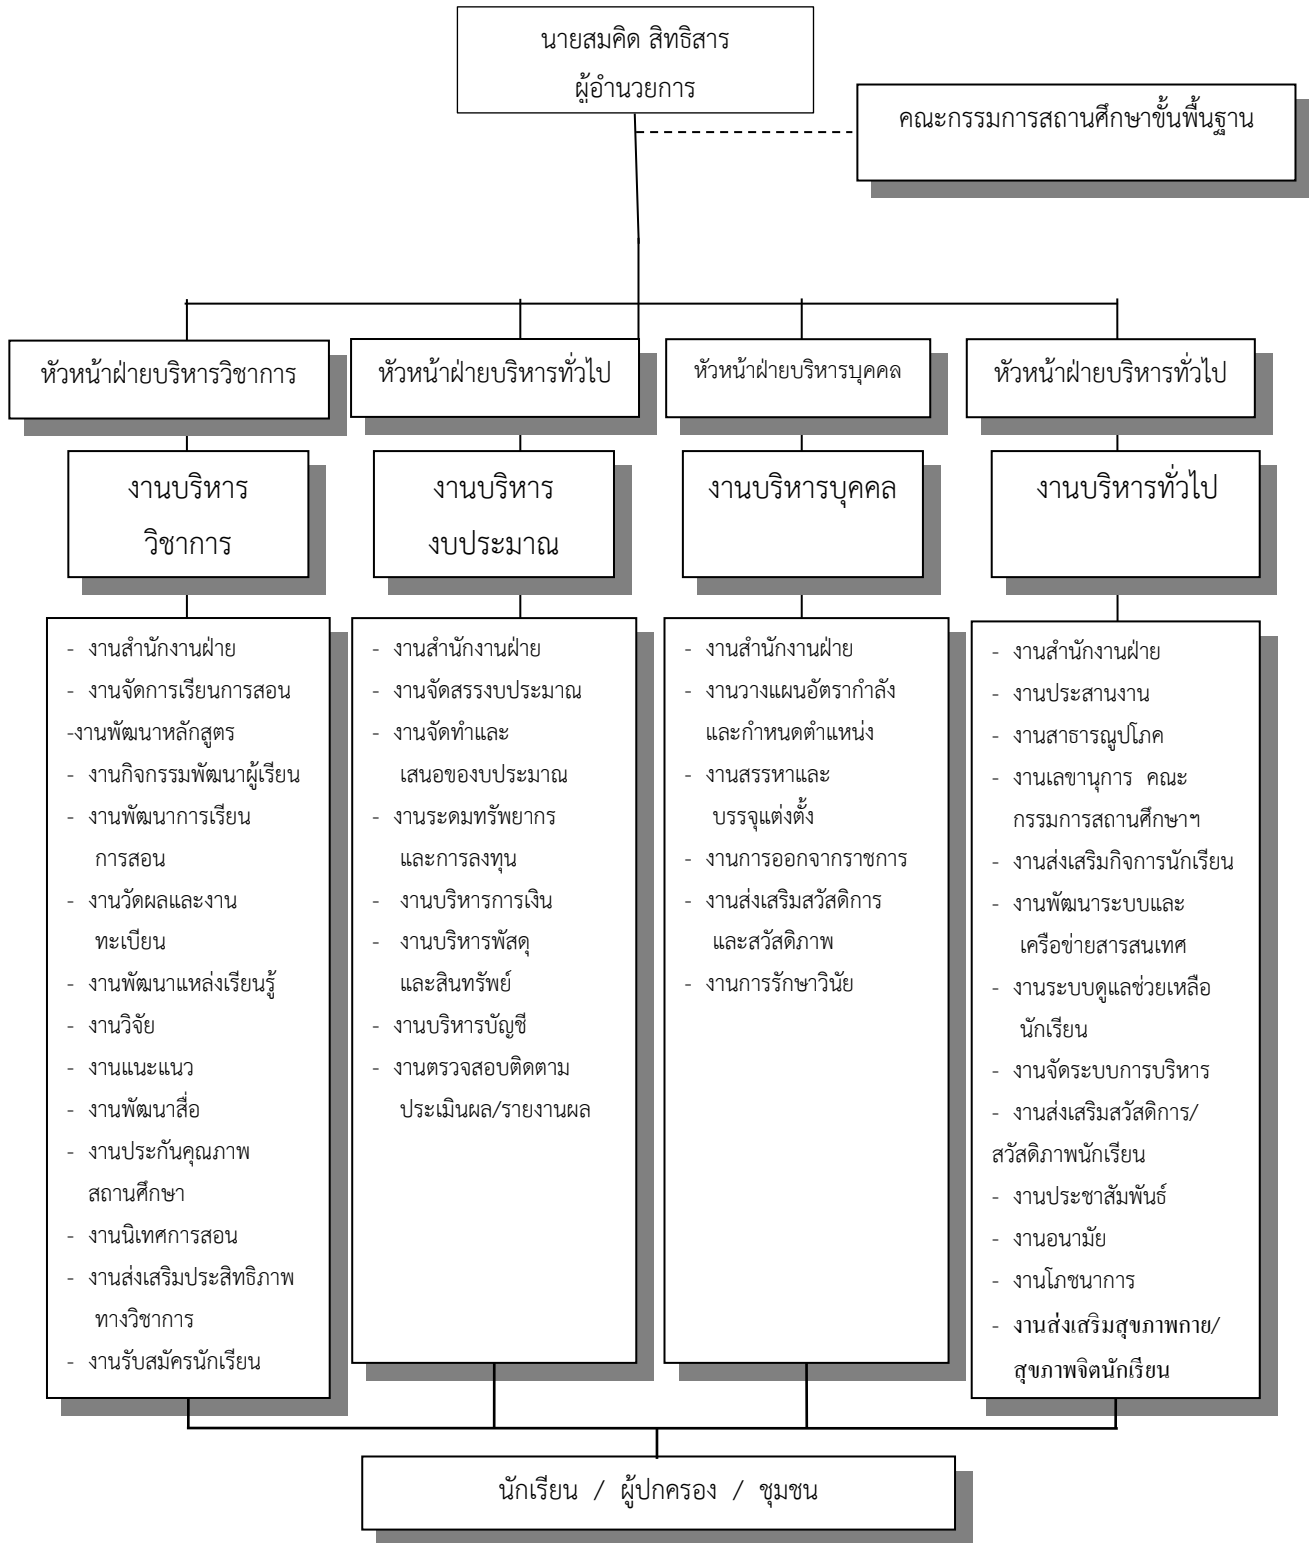 นายสมคิด สิทธิสาร
ผู้อำนวยการ
คณะกรรมการสถานศึกษาขั้นพื้นฐาน
หัวหน้าฝ่ายบริหารวิชาการ
หัวหน้าฝ่ายบริหารทั่วไป
หัวหน้าฝ่ายบริหารบุคคล
หัวหน้าฝ่ายบริหารทั่วไป
งานบริหาร
วิชาการ
งานบริหาร
งบประมาณ
งานบริหารบุคคล
งานบริหารทั่วไป
- งานสำนักงานฝ่าย
- งานจัดการเรียนการสอน
-งานพัฒนาหลักสูตร
- งานกิจกรรมพัฒนาผู้เรียน
- งานพัฒนาการเรียน
การสอน
- งานวัดผลและงาน
ทะเบียน
- งานพัฒนาแหล่งเรียนรู้
- งานวิจัย
- งานแนะแนว
- งานพัฒนาสื่อ
- งานประกันคุณภาพ
สถานศึกษา
- งานนิเทศการสอน
- งานส่งเสริมประสิทธิภาพ
ทางวิชาการ
- งานรับสมัครนักเรียน
- งานสำนักงานฝ่าย
- งานจัดสรรงบประมาณ
- งานจัดทำและ
เสนอของบประมาณ
- งานระดมทรัพยากร
และการลงทุน
- งานบริหารการเงิน
- งานบริหารพัสดุ
และสินทรัพย์
- งานบริหารบัญชี
- งานตรวจสอบติดตาม
ประเมินผล/รายงานผล
- งานสำนักงานฝ่าย
- งานวางแผนอัตรากำลัง
และกำหนดตำแหน่ง
- งานสรรหาและ
บรรจุแต่งตั้ง
- งานการออกจากราชการ
- งานส่งเสริมสวัสดิการ
และสวัสดิภาพ
- งานการรักษาวินัย
- งานสำนักงานฝ่าย
- งานประสานงาน
- งานสาธารณูปโภค
- งานเลขานุการ คณะ
กรรมการสถานศึกษาฯ
- งานส่งเสริมกิจการนักเรียน
- งานพัฒนาระบบและ
เครือข่ายสารสนเทศ
- งานระบบดูแลช่วยเหลือ
นักเรียน
- งานจัดระบบการบริหาร
- งานส่งเสริมสวัสดิการ/
สวัสดิภาพนักเรียน
- งานประชาสัมพันธ์
- งานอนามัย
- งานโภชนาการ
- งานส่งเสริมสุขภาพกาย/
สุขภาพจิตนักเรียน
นักเรียน / ผู้ปกครอง / ชุมชน